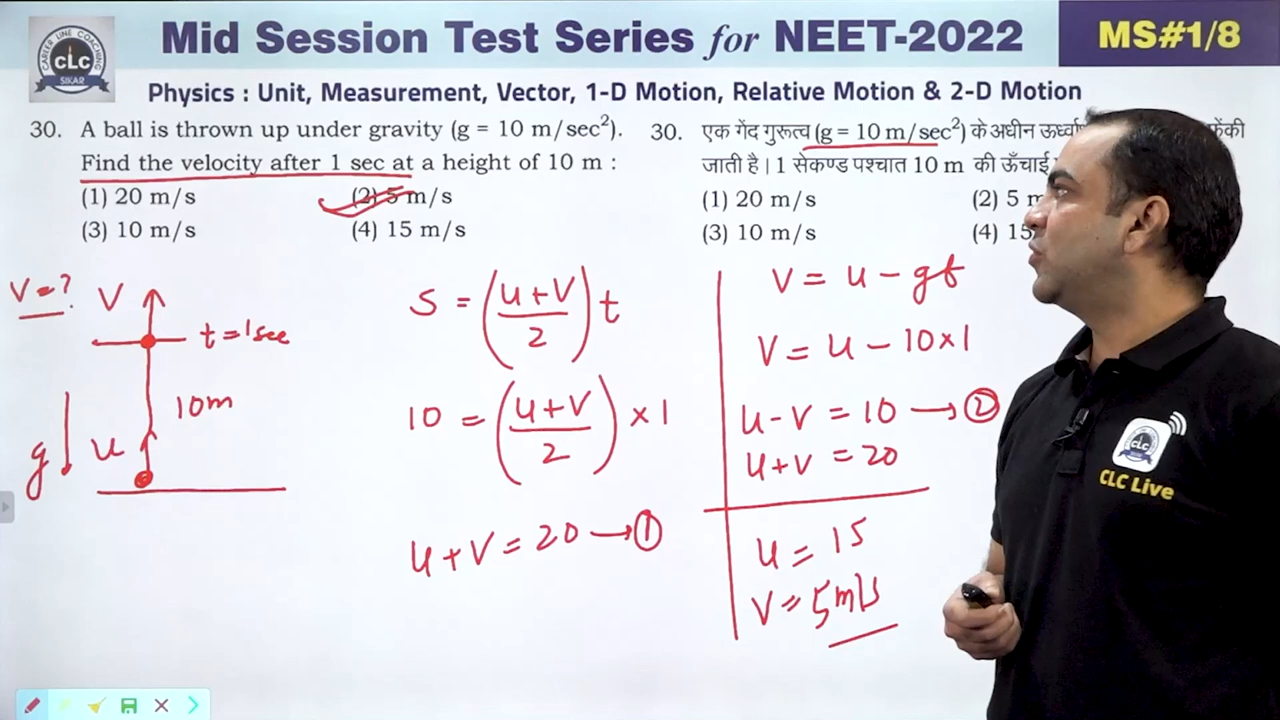 CAREER LINE COACHING
CLC
SIKAR
Mid Session Test Series for NEET-2022
MS#1/8
Physics : Unit, Measurement, Vector, 1-D Motion, Relative Motion & 2-D Motion
30. A ball is thrown up under gravity (g = 10 m/sec²).
Find the velocity after 1 sec at a height of 10 m :
(1) 20 m/s (2) 5 m/s
(3) 10 m/s (4) 15 m/s
30. एक गेंद गुरूत्व (g = 10 m/sec²) के अधीन फेंकी
जाती है। 1 सेकण्ड पश्चात 10 m की ऊँचाई
(1) 20 m/s (2) 5 m
(3) 10 m/s (4) 15
V = ?
V
t = 1 sec
10m
g
u
S = (u+V/2) t
10 = (u+V/2) × 1
u+V = 20 → ①
V = u - gt
V = u - 10×1
u-V = 10 → ②
u+V = 20
u = 15
V = 5 m/s
CLC
CLC Live